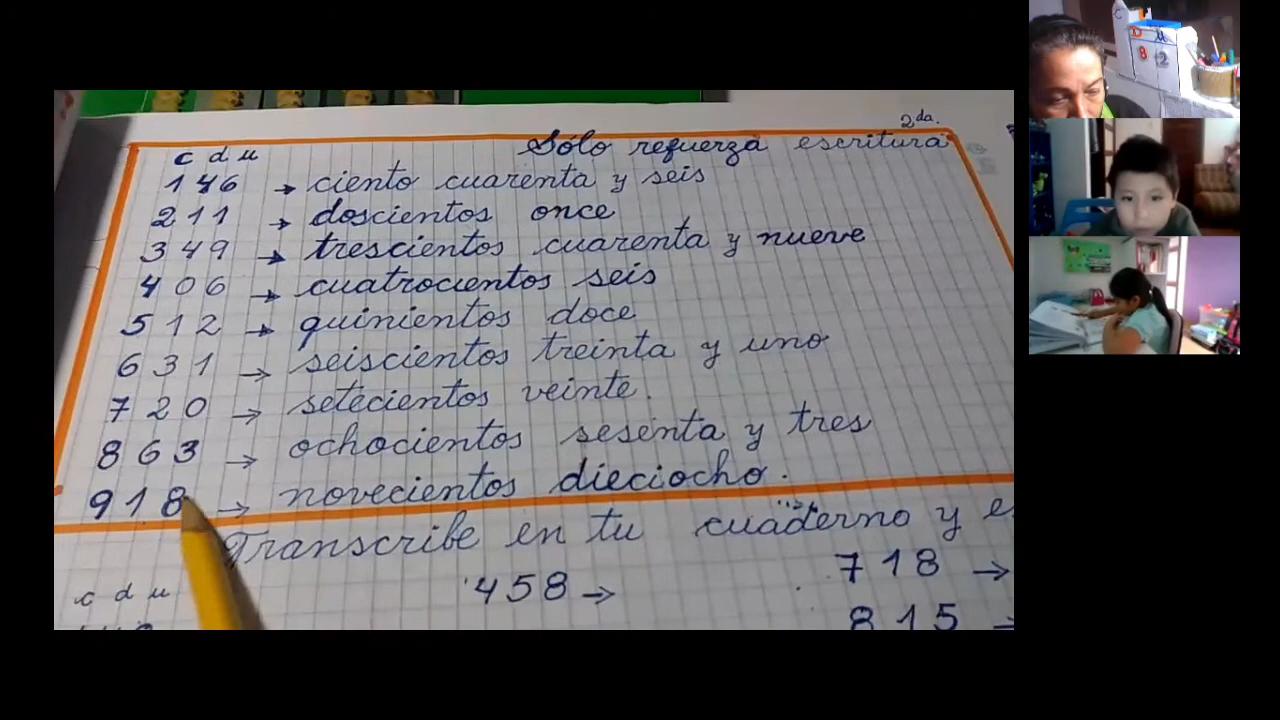 2da.
c d u Sólo refuerza escritura
146 → ciento cuarenta y seis
211 → doscientos once
349 → trescientos cuarenta y nueve
406 → cuatrocientos seis
512 → quinientos doce
631 → seiscientos treinta y uno
720 → setecientos veinte.
863 → ochocientos sesenta y tres
918 → novecientos dieciocho.
Transcribe en tu cuaderno y
c d u 458 → 718 →
815 →
C
D U
8 2